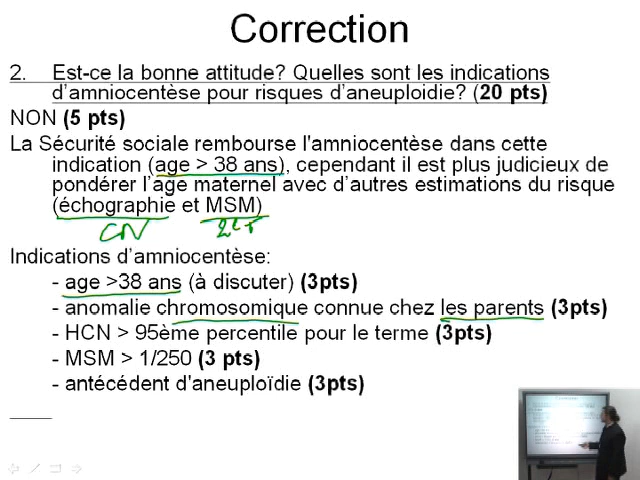 Correction
2. Est-ce la bonne attitude? Quelles sont les indications
d'amniocentèse pour risques d'aneuploidie? (20 pts)
NON (5 pts)
La Sécurité sociale rembourse l'amniocentèse dans cette
indication (age > 38 ans), cependant il est plus judicieux de
pondérer l'age maternel avec d'autres estimations du risque
(échographie et MSM)
CN
Indications d'amniocentèse:
- age >38 ans (à discuter) (3pts)
- anomalie chromosomique connue chez les parents (3pts)
- HCN > 95ème percentile pour le terme (3pts)
- MSM > 1/250 (3 pts)
- antécédent d'aneuploïdie (3pts)